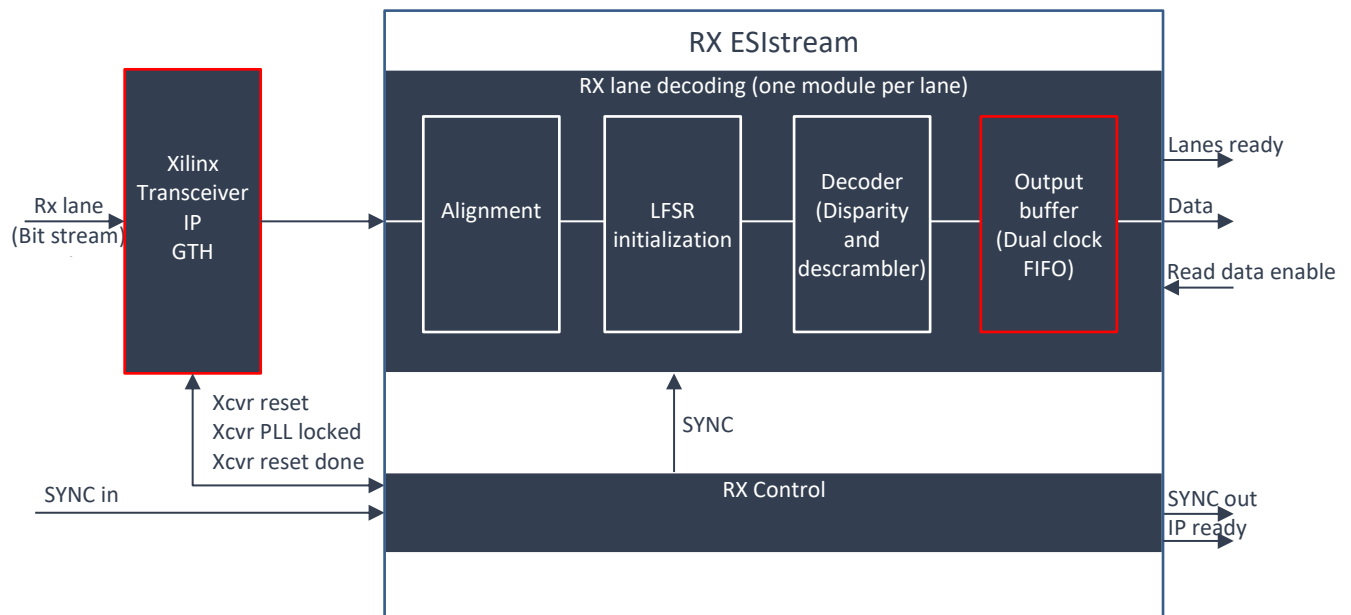 RX ESIstream
RX lane decoding (one module per lane)
Xilinx
Transceiver
IP
GTH
Rx lane
(Bit stream)
Alignment
LFSR
initialization
Decoder
(Disparity
and
descrambler)
Output
buffer
(Dual clock
FIFO)
Lanes ready
Data
Read data enable
Xcvr reset
Xcvr PLL locked
Xcvr reset done
SYNC
SYNC in
RX Control
SYNC out
IP ready